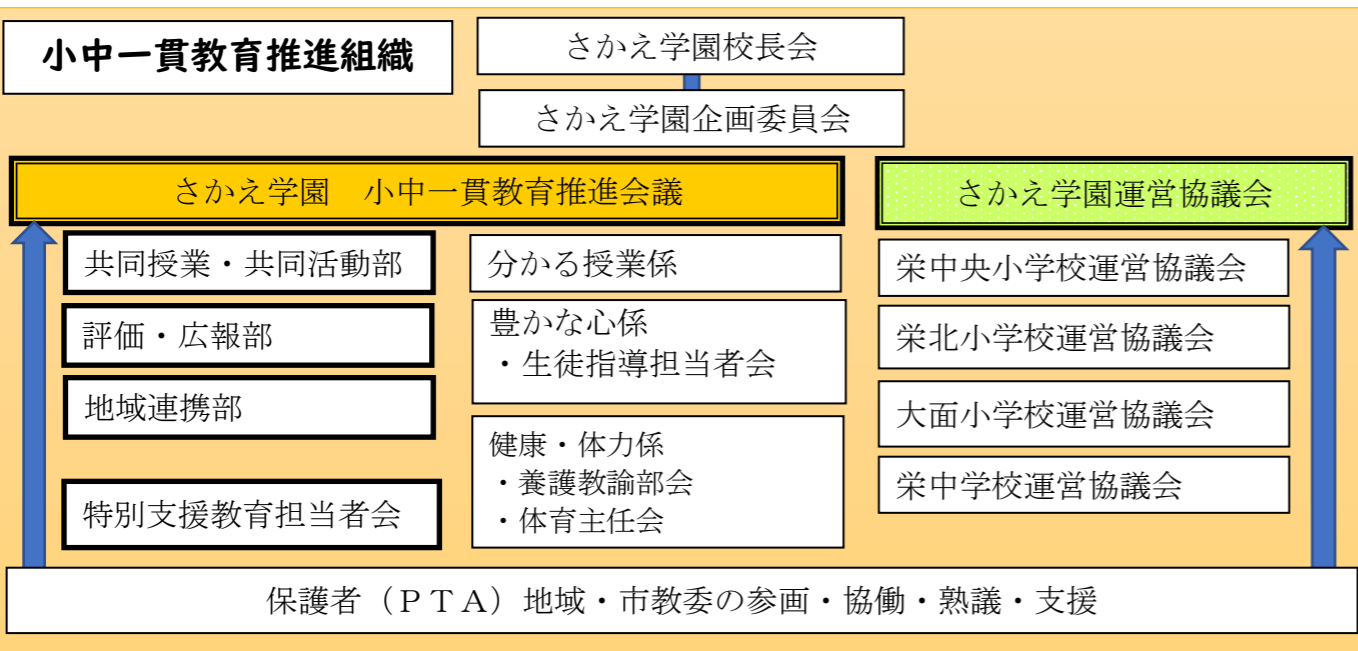 小中一貫教育推進組織
さかえ学園校長会
さかえ学園企画委員会
さかえ学園　小中一貫教育推進会議
共同授業・共同活動部
評価・広報部
地域連携部
特別支援教育担当者会
分かる授業係
豊かな心係
・生徒指導担当者会
健康・体力係
・養護教諭部会
・体育主任会
さかえ学園運営協議会
栄中央小学校運営協議会
栄北小学校運営協議会
大面小学校運営協議会
栄中学校運営協議会
保護者（ＰＴＡ）地域・市教委の参画・協働・熟議・支援